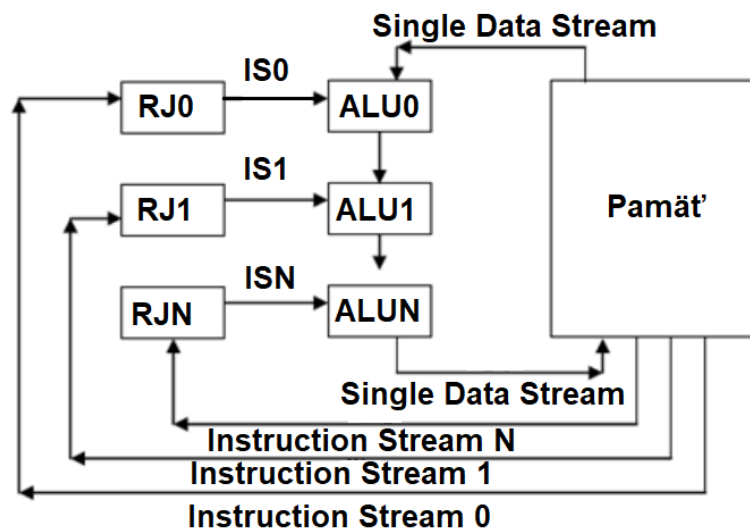 Single Data Stream
IS0
RJ0
ALU0
IS1
RJ1
ALU1
Pamäť
ISN
RJN
ALUN
Single Data Stream
Instruction Stream N
Instruction Stream 1
Instruction Stream 0